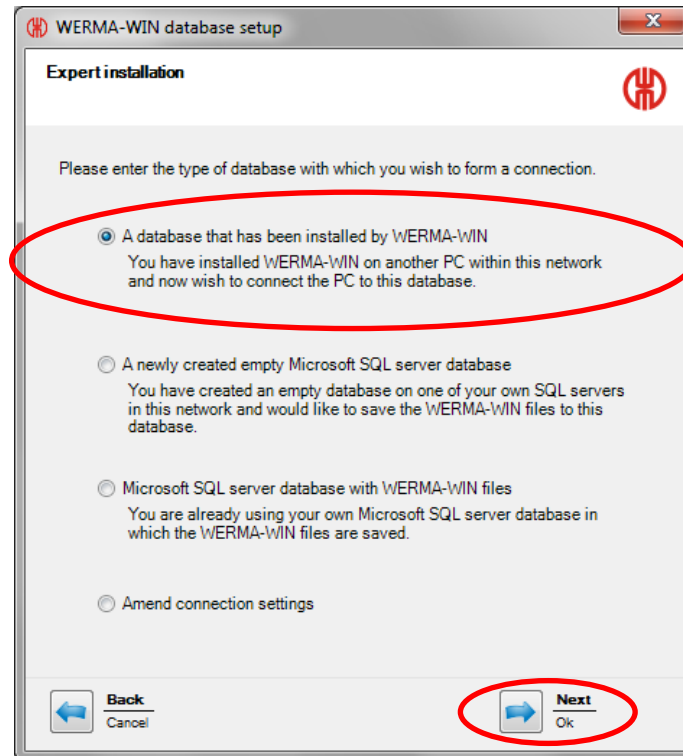 WERMA-WIN database setup
Expert installation
Please enter the type of database with which you wish to form a connection.
A database that has been installed by WERMA-WIN
You have installed WERMA-WIN on another PC within this network
and now wish to connect the PC to this database.
A newly created empty Microsoft SQL server database
You have created an empty database on one of your own SQL servers
in this network and would like to save the WERMA-WIN files to this
database.
Microsoft SQL server database with WERMA-WIN files
You are already using your own Microsoft SQL server database in
which the WERMA-WIN files are saved.
Amend connection settings
Back
Cancel
Next
Ok